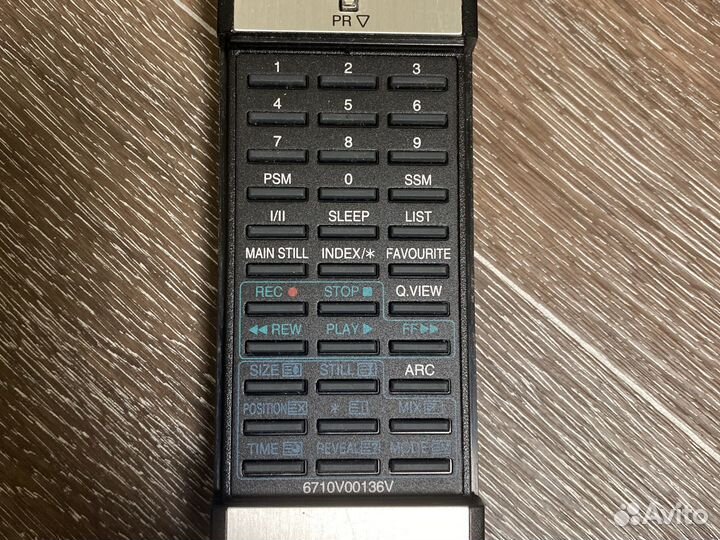 PR ▽
1 2 3
4 5 6
7 8 9
PSM 0 SSM
I/II SLEEP LIST
MAIN STILL INDEX/* FAVOURITE
REC ● STOP ■ Q.VIEW
◀◀ REW PLAY ▶ FF ▶▶
SIZE STILL ARC
POSITION * MIX
TIME REVEAL MODE
6710V00136V
Avito